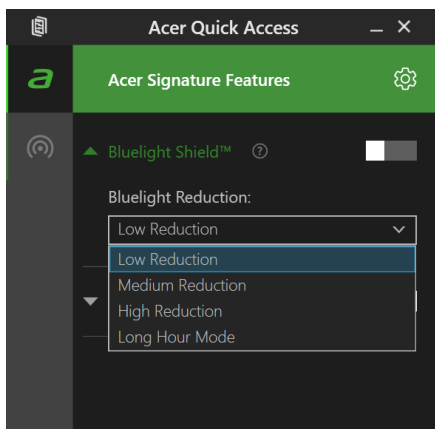 Acer Quick Access
a
Acer Signature Features
Bluelight Shield™ ?
Bluelight Reduction:
Low Reduction
Low Reduction
Medium Reduction
High Reduction
Long Hour Mode